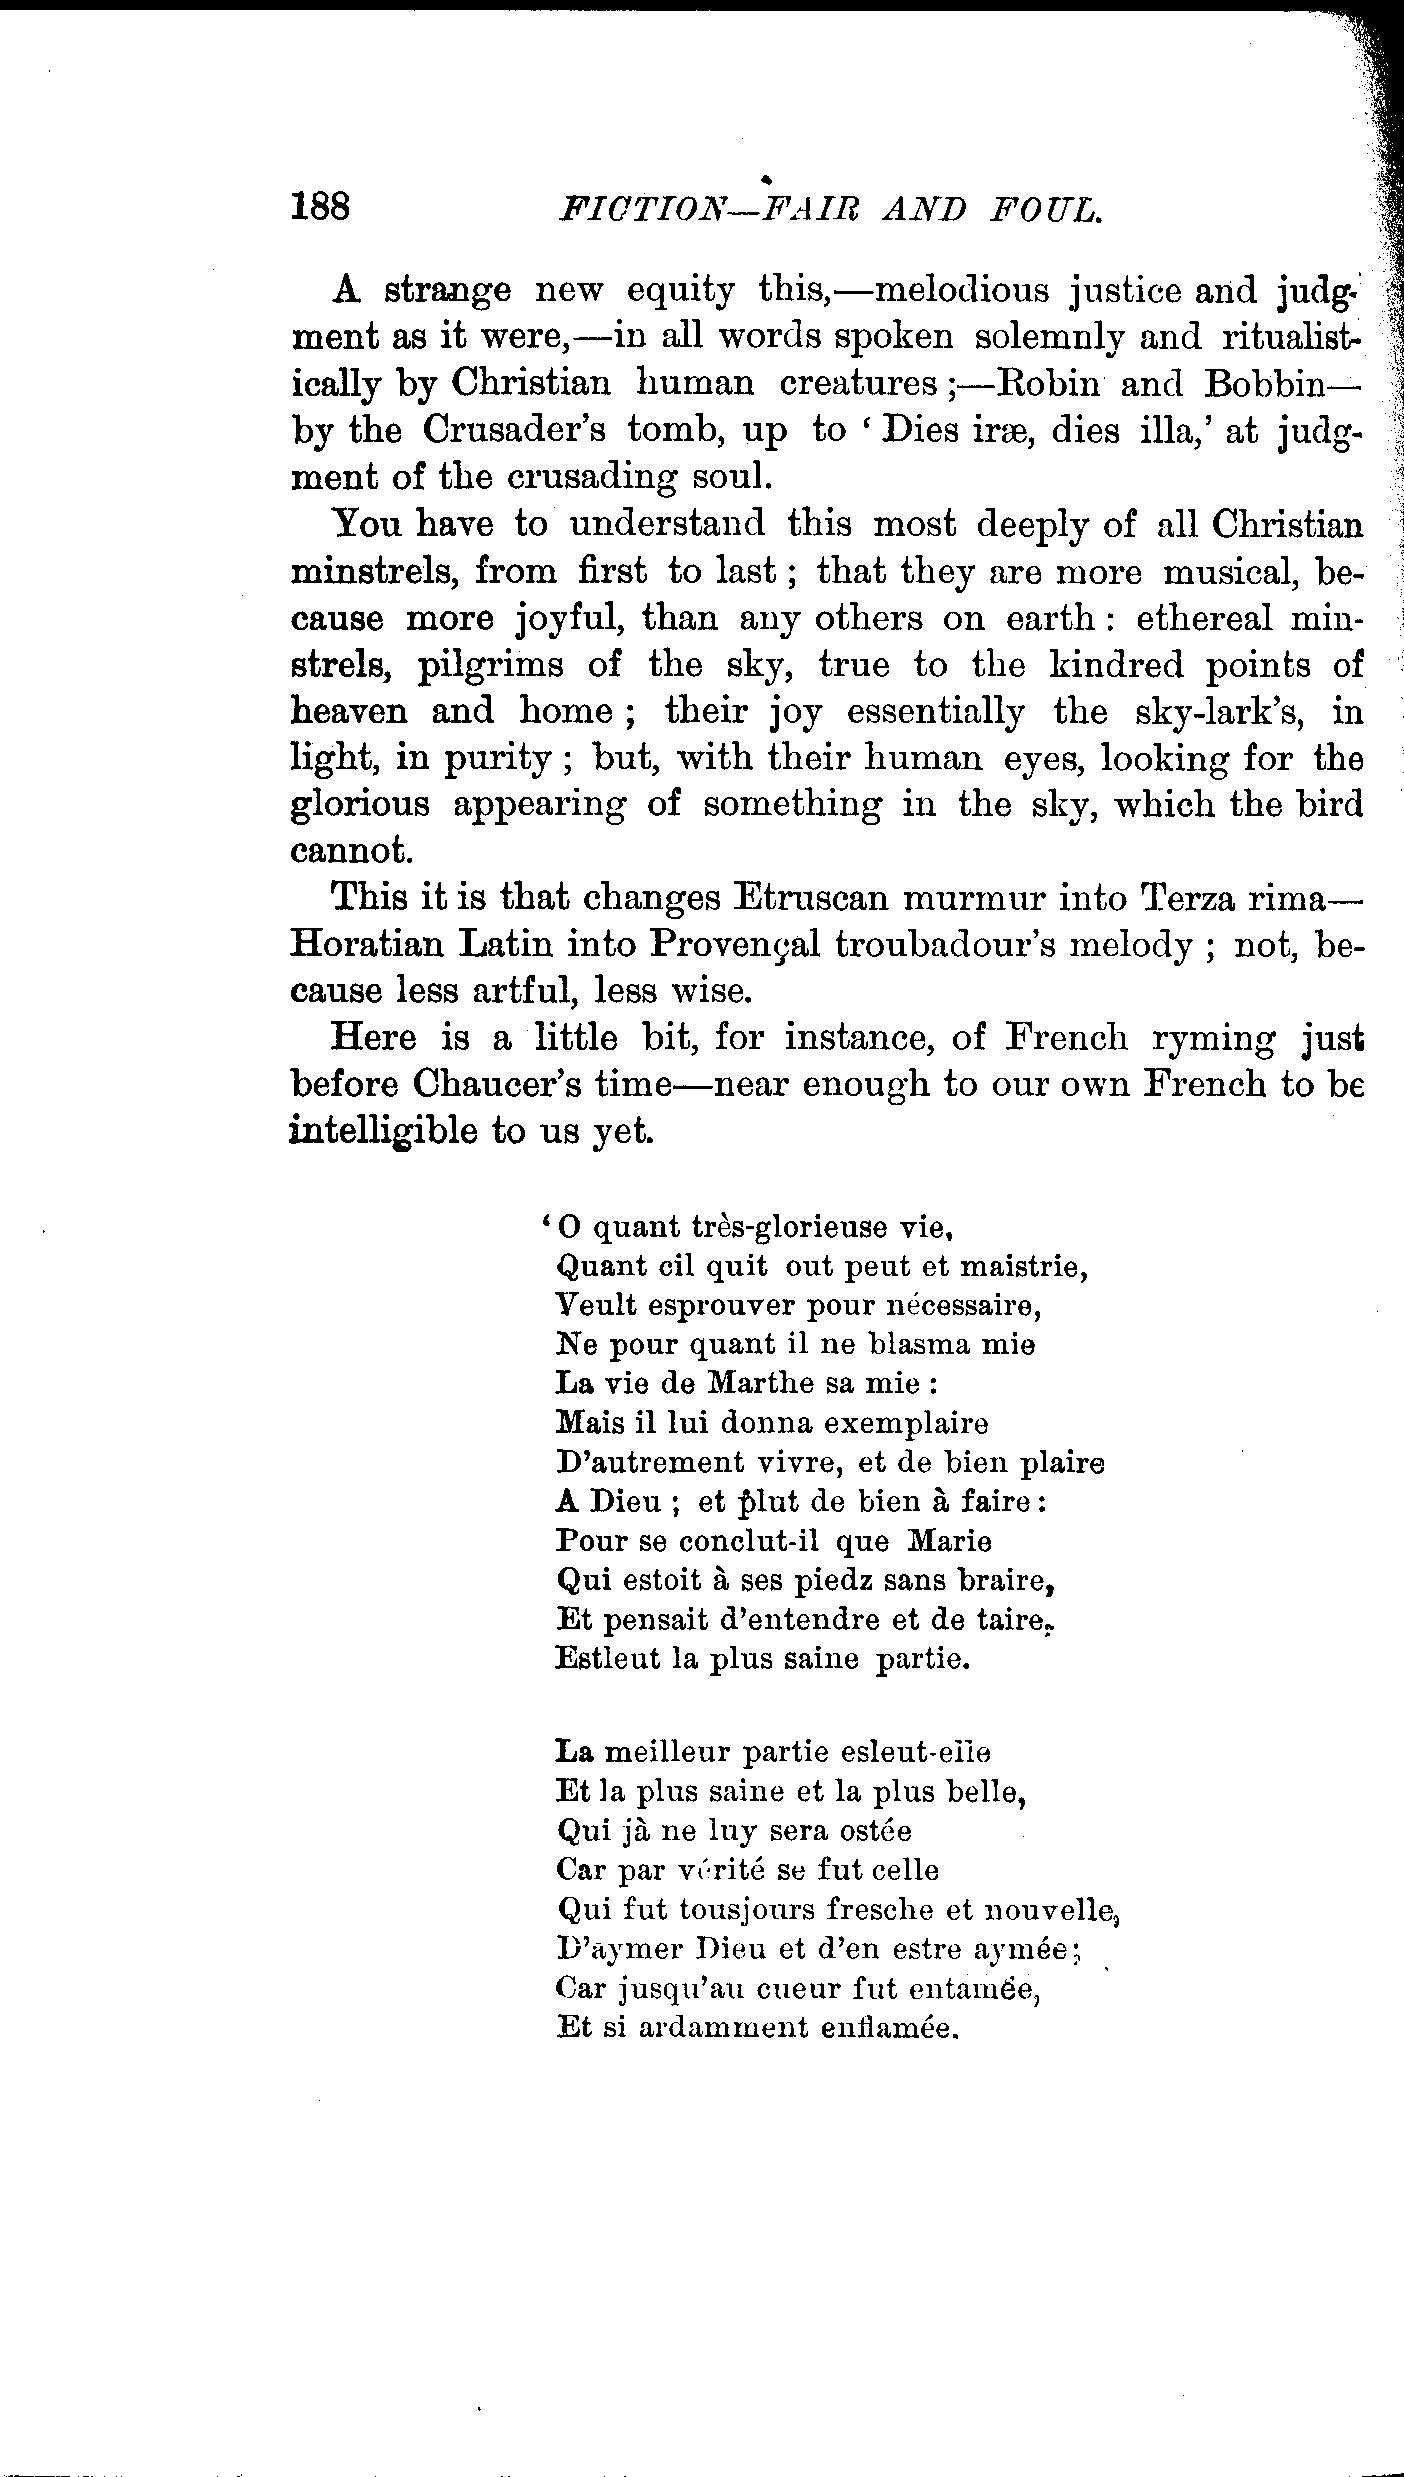 188 FICTION—FAIR AND FOUL.
A strange new equity this,—melodious justice and judg-
ment as it were,—in all words spoken solemnly and ritualist-
ically by Christian human creatures ;—Robin and Bobbin—
by the Crusader's tomb, up to ‘ Dies iræ, dies illa,’ at judg-
ment of the crusading soul.
You have to understand this most deeply of all Christian
minstrels, from first to last ; that they are more musical, be-
cause more joyful, than any others on earth : ethereal min-
strels, pilgrims of the sky, true to the kindred points of
heaven and home ; their joy essentially the sky-lark's, in
light, in purity ; but, with their human eyes, looking for the
glorious appearing of something in the sky, which the bird
cannot.
This it is that changes Etruscan murmur into Terza rima—
Horatian Latin into Provençal troubadour's melody ; not, be-
cause less artful, less wise.
Here is a little bit, for instance, of French ryming just
before Chaucer's time—near enough to our own French to be
intelligible to us yet.
‘ O quant très-glorieuse vie,
Quant cil quit out peut et maistrie,
Veult esprouver pour nécessaire,
Ne pour quant il ne blasma mie
La vie de Marthe sa mie :
Mais il lui donna exemplaire
D'autrement vivre, et de bien plaire
A Dieu ; et plut de bien à faire :
Pour se conclut-il que Marie
Qui estoit à ses piedz sans braire,
Et pensait d'entendre et de taire,
Estleut la plus saine partie.
La meilleur partie esleut-elle
Et la plus saine et la plus belle,
Qui jà ne luy sera ostée
Car par vérité se fut celle
Qui fut tousjours fresche et nouvelle,
D'aymer Dieu et d'en estre aymée ;
Car jusqu'au cueur fut entamée,
Et si ardamment enflamée.